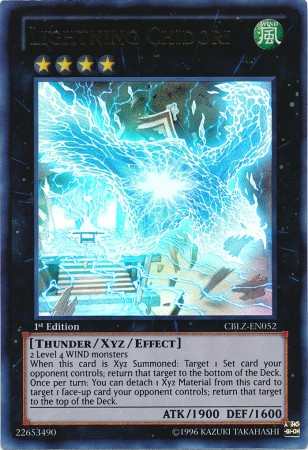 LIGHTNING CHIDORI
WIND
風
1st Edition
CBLZ-EN052
[THUNDER/XYZ/EFFECT]
2 Level 4 WIND monsters
When this card is Xyz Summoned: Target 1 Set card your
opponent controls; return that target to the bottom of the Deck.
Once per turn: You can detach 1 Xyz Material from this card to
target 1 face-up card your opponent controls; return that target
to the top of the Deck.
ATK/1900 DEF/1600
22653490
©1996 KAZUKI TAKAHASHI